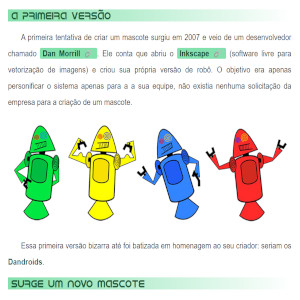 A PRIMEIRA VERSÃO
A primeira tentativa de criar um mascote surgiu em 2007 e veio de um desenvolvedor
chamado Dan Morrill. Ele conta que abriu o Inkscape (software livre para
vetorização de imagens) e criou sua própria versão de robô. O objetivo era apenas
personificar o sistema apenas para a a sua equipe, não existia nenhuma solicitação da
empresa para a criação de um mascote.
Essa primeira versão bizarra até foi batizada em homenagem ao seu criador: seriam os
Dandroids.
SURGE UM NOVO MASCOTE